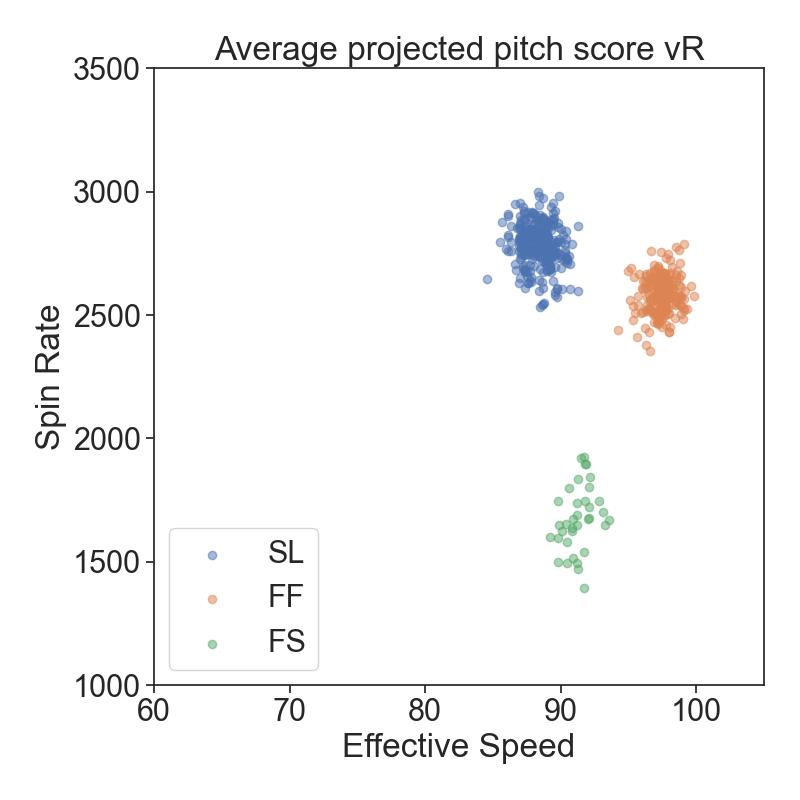 Average projected pitch score vR
3500
3000
2500
2000
1500
1000
Spin Rate
SL
FF
FS
60 70 80 90 100
Effective Speed